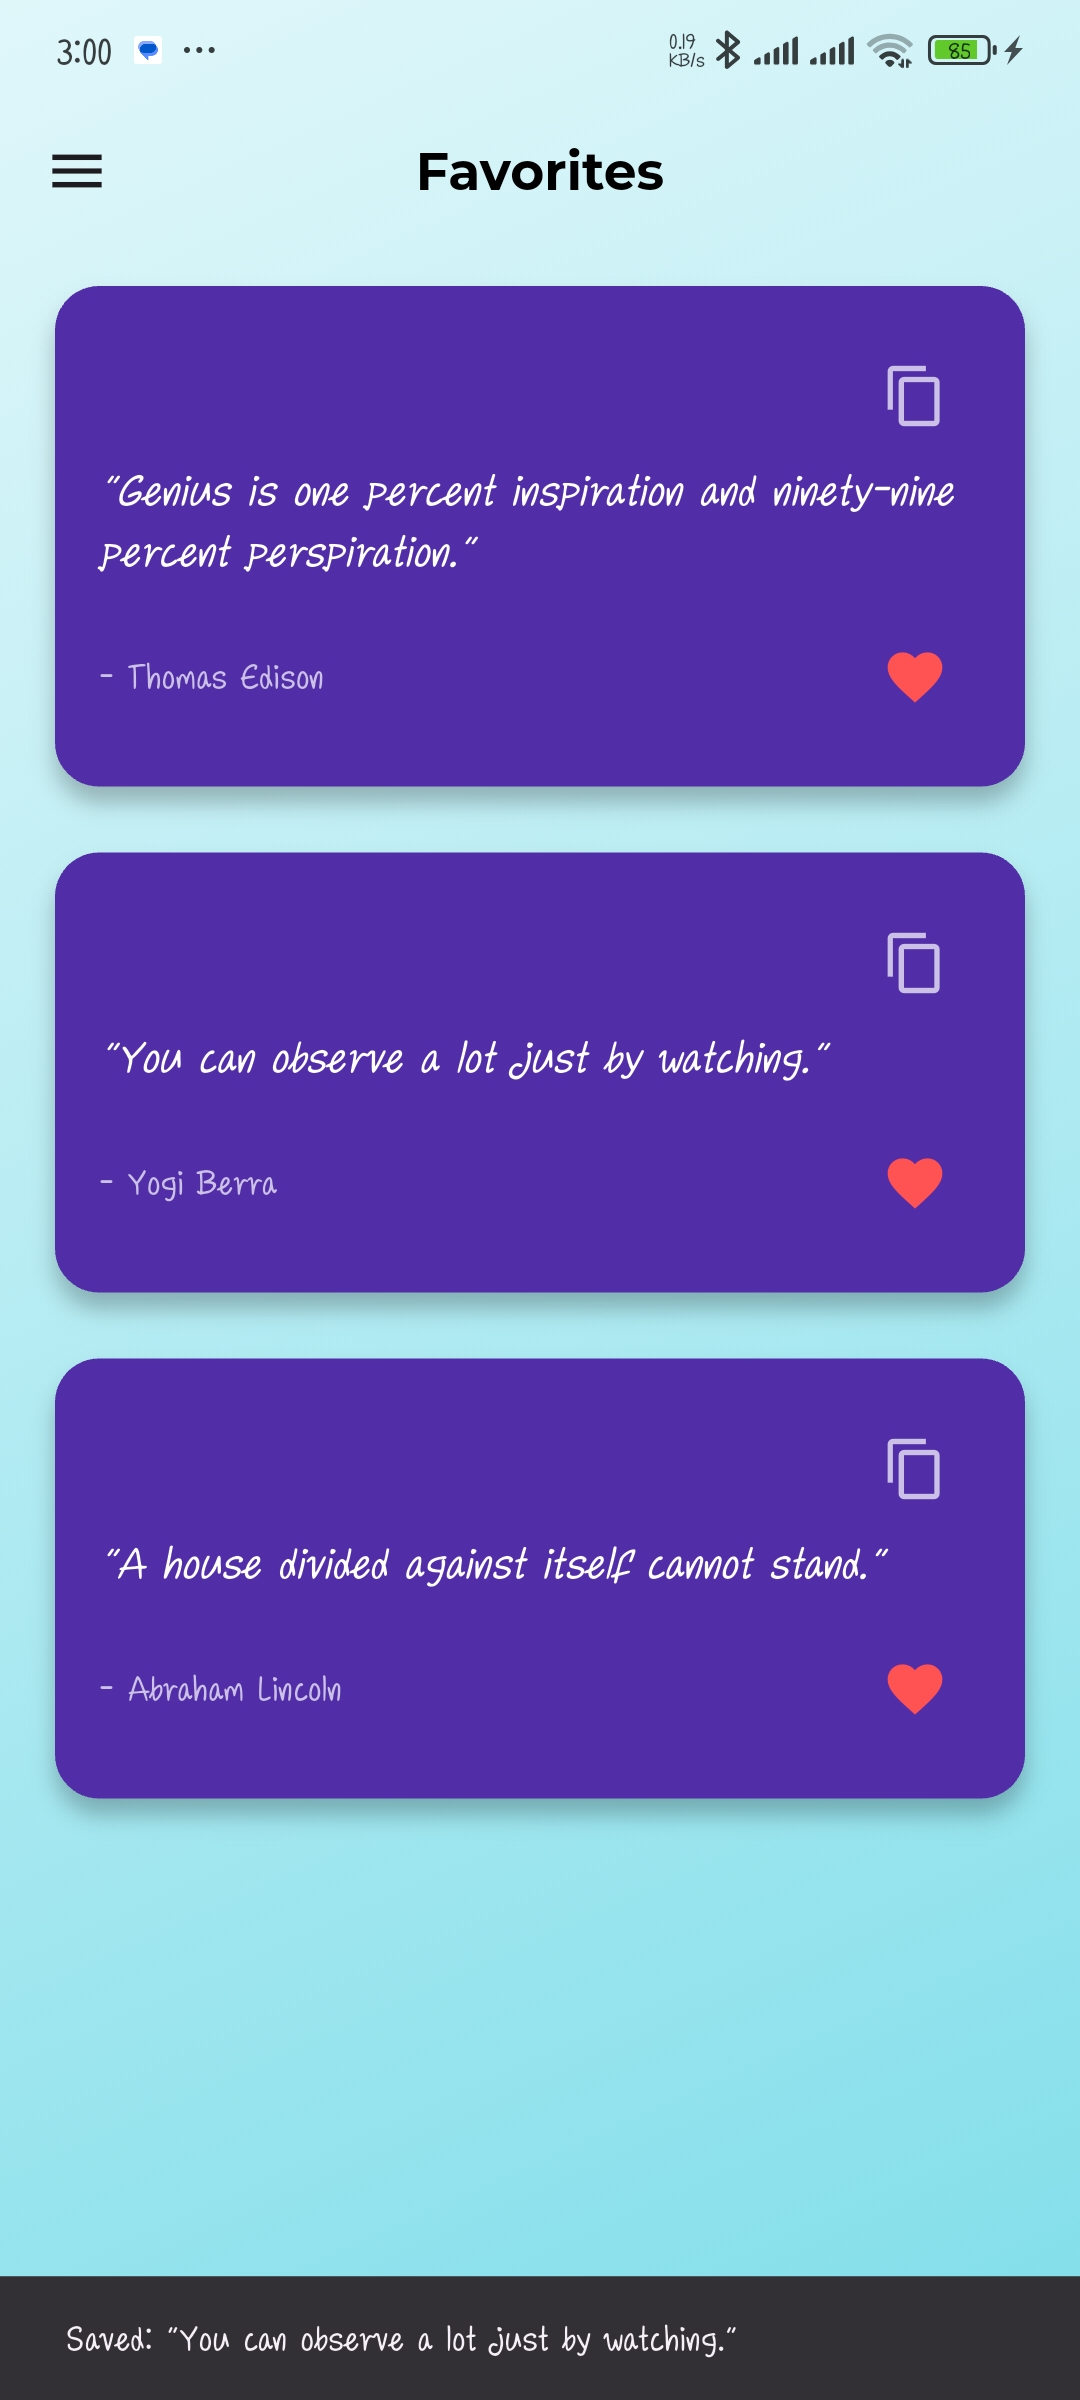 3:00
0.19
KB/s
85
Favorites
"Genius is one percent inspiration and ninety-nine
percent perspiration."
- Thomas Edison
"You can observe a lot just by watching."
- Yogi Berra
"A house divided against itself cannot stand."
- Abraham Lincoln
Saved: "You can observe a lot just by watching."